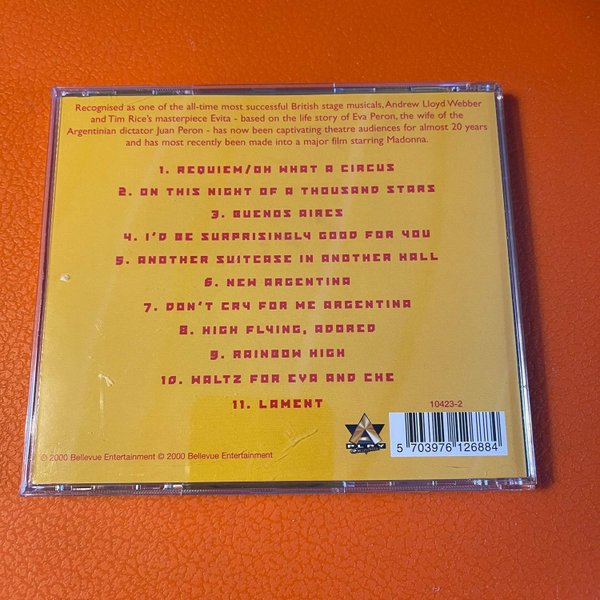 Recognised as one of the all-time most successful British stage musicals, Andrew Lloyd Webber
and Tim Rice's masterpiece Evita - based on the life story of Eva Peron, the wife of the
Argentinian dictator Juan Peron - has now been captivating theatre audiences for almost 20 years
and has most recently been made into a major film starring Madonna.
1. REQUIEM/OH WHAT A CIRCUS
2. ON THIS NIGHT OF A THOUSAND STARS
3. BUENOS AIRES
4. I'D BE SURPRISINGLY GOOD FOR YOU
5. ANOTHER SUITCASE IN ANOTHER HALL
6. NEW ARGENTINA
7. DON'T CRY FOR ME ARGENTINA
8. HIGH FLYING, ADORED
9. RAINBOW HIGH
10. WALTZ FOR EVA AND CHE
11. LAMENT
10423-2
PLAY
5 703976 126884
℗ 2000 Bellevue Entertainment © 2000 Bellevue Entertainment